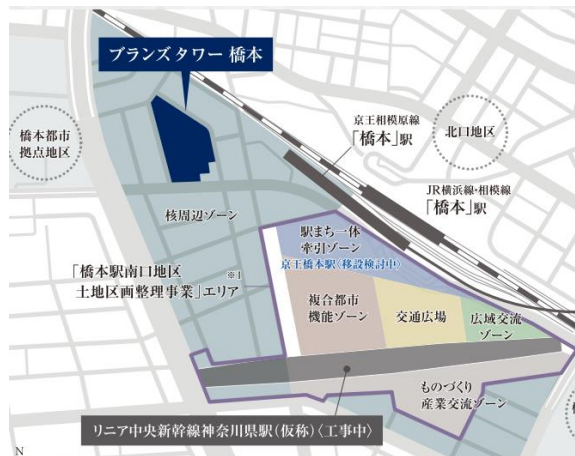 ブランズタワー 橋本
橋本都市
拠点地区
京王相模原線
「橋本」駅
北口地区
JR横浜線・相模線
「橋本」駅
核周辺ゾーン
駅まち一体
牽引ゾーン
京王橋本駅〈移設検討中〉
「橋本駅南口地区
土地区画整理事業」エリア
※1
複合都市
機能ゾーン
交通広場
広域交流
ゾーン
ものづくり
産業交流ゾーン
リニア中央新幹線神奈川県駅(仮称)〈工事中〉
N